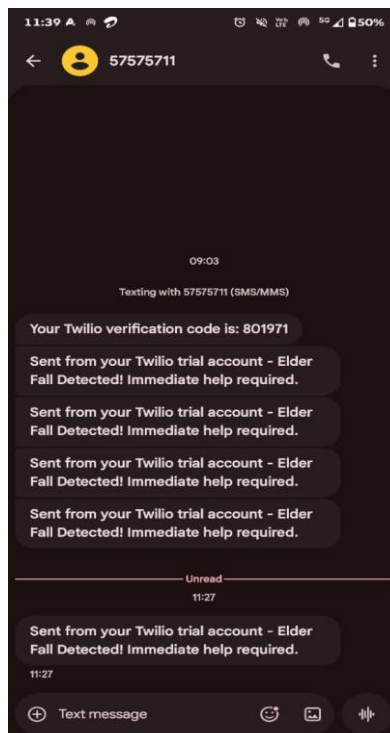 11:39 A 5G 50%
57575711
09:03
Texting with 57575711 (SMS/MMS)
Your Twilio verification code is: 801971
Sent from your Twilio trial account - Elder
Fall Detected! Immediate help required.
Sent from your Twilio trial account - Elder
Fall Detected! Immediate help required.
Sent from your Twilio trial account - Elder
Fall Detected! Immediate help required.
Sent from your Twilio trial account - Elder
Fall Detected! Immediate help required.
Unread
11:27
Sent from your Twilio trial account - Elder
Fall Detected! Immediate help required.
11:27
Text message